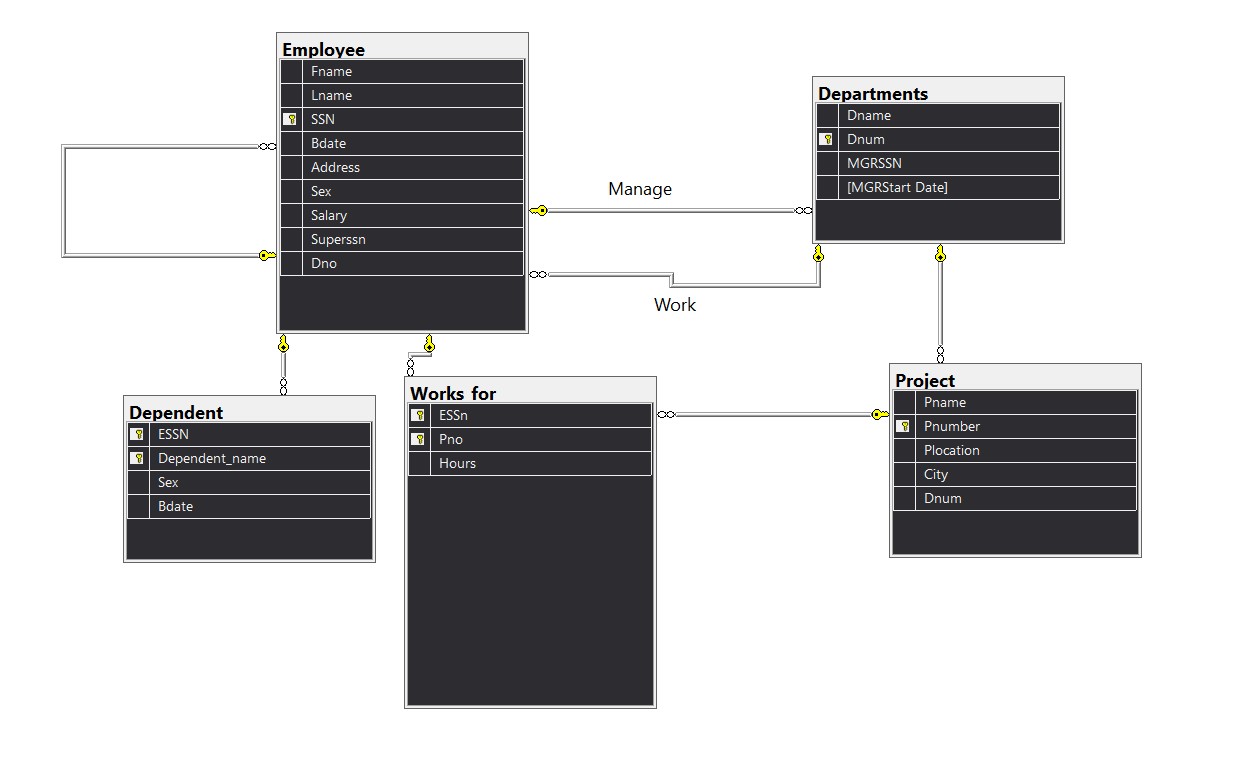 Employee
Fname
Lname
SSN
Bdate
Address
Sex
Salary
Superssn
Dno
Departments
Dname
Dnum
MGRSSN
[MGRStart Date]
Manage
Work
Dependent
ESSN
Dependent_name
Sex
Bdate
Works for
ESSn
Pno
Hours
Project
Pname
Pnumber
Plocation
City
Dnum